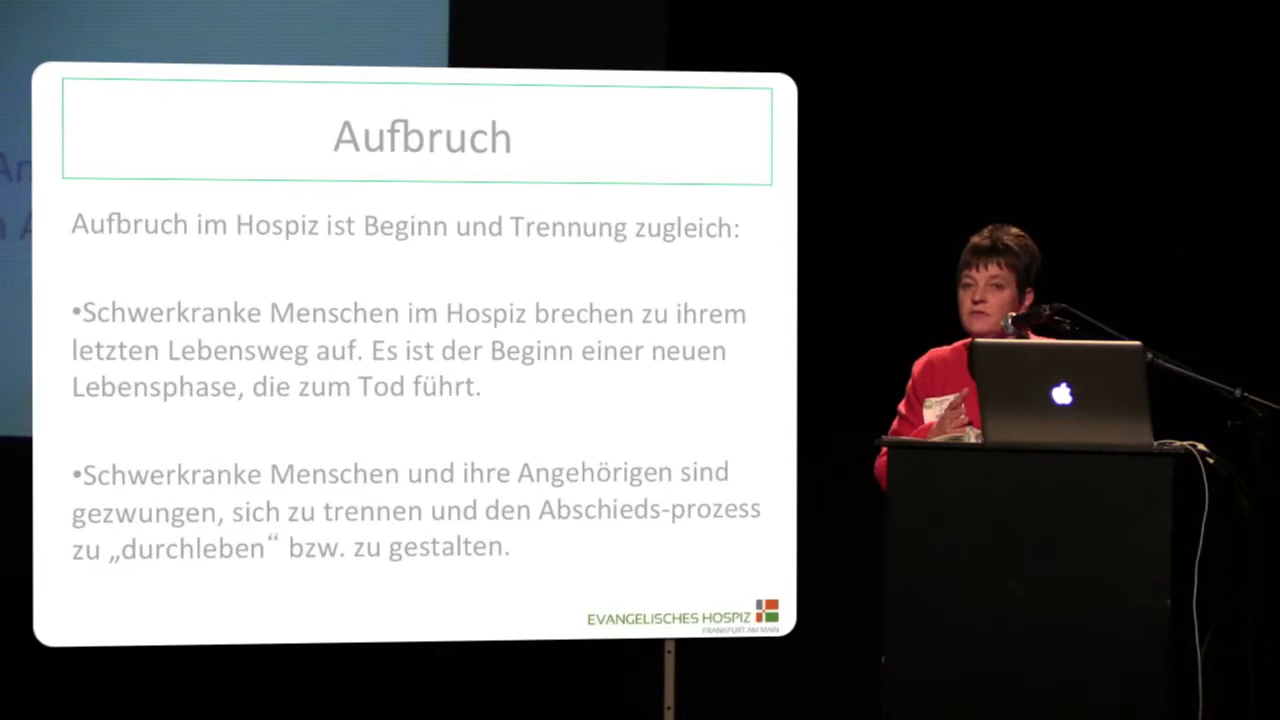 Aufbruch
Aufbruch im Hospiz ist Beginn und Trennung zugleich:
•Schwerkranke Menschen im Hospiz brechen zu ihrem
letzten Lebensweg auf. Es ist der Beginn einer neuen
Lebensphase, die zum Tod führt.
•Schwerkranke Menschen und ihre Angehörigen sind
gezwungen, sich zu trennen und den Abschieds-prozess
zu „durchleben“ bzw. zu gestalten.
EVANGELISCHES HOSPIZ
FRANKFURT AM MAIN